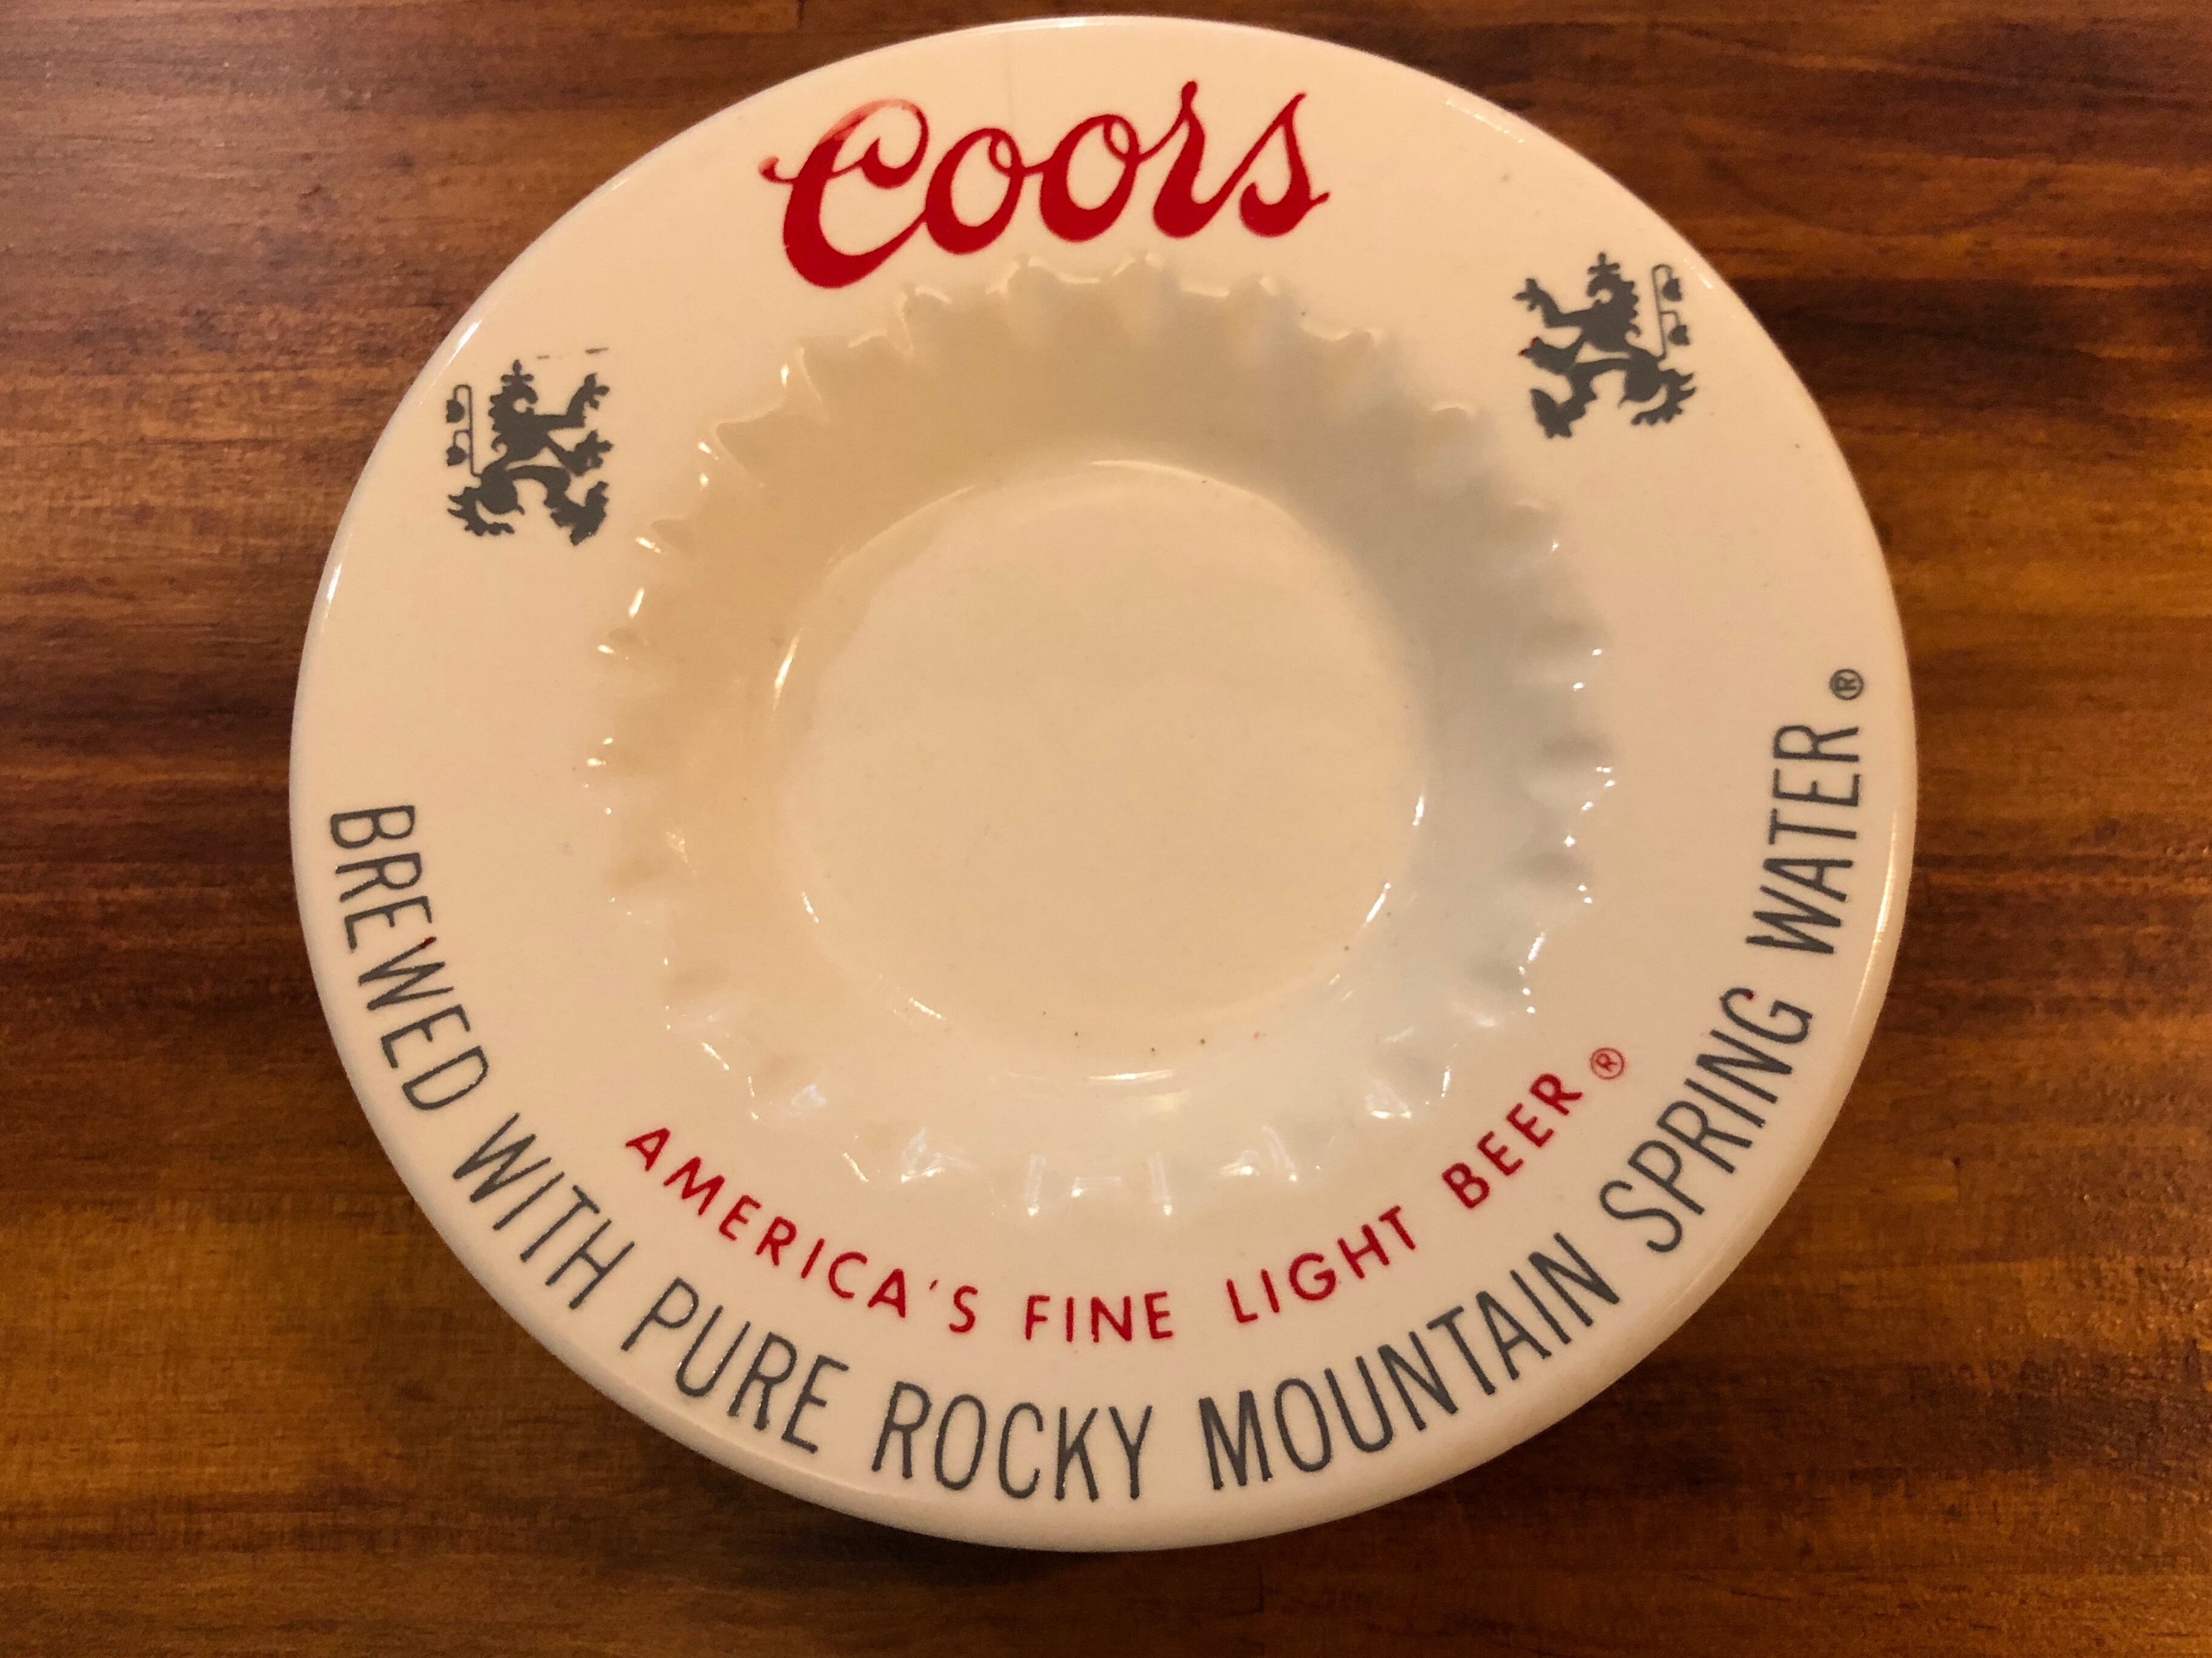 Coors
AMERICA'S FINE LIGHT BEER®
BREWED WITH PURE ROCKY MOUNTAIN SPRING WATER®